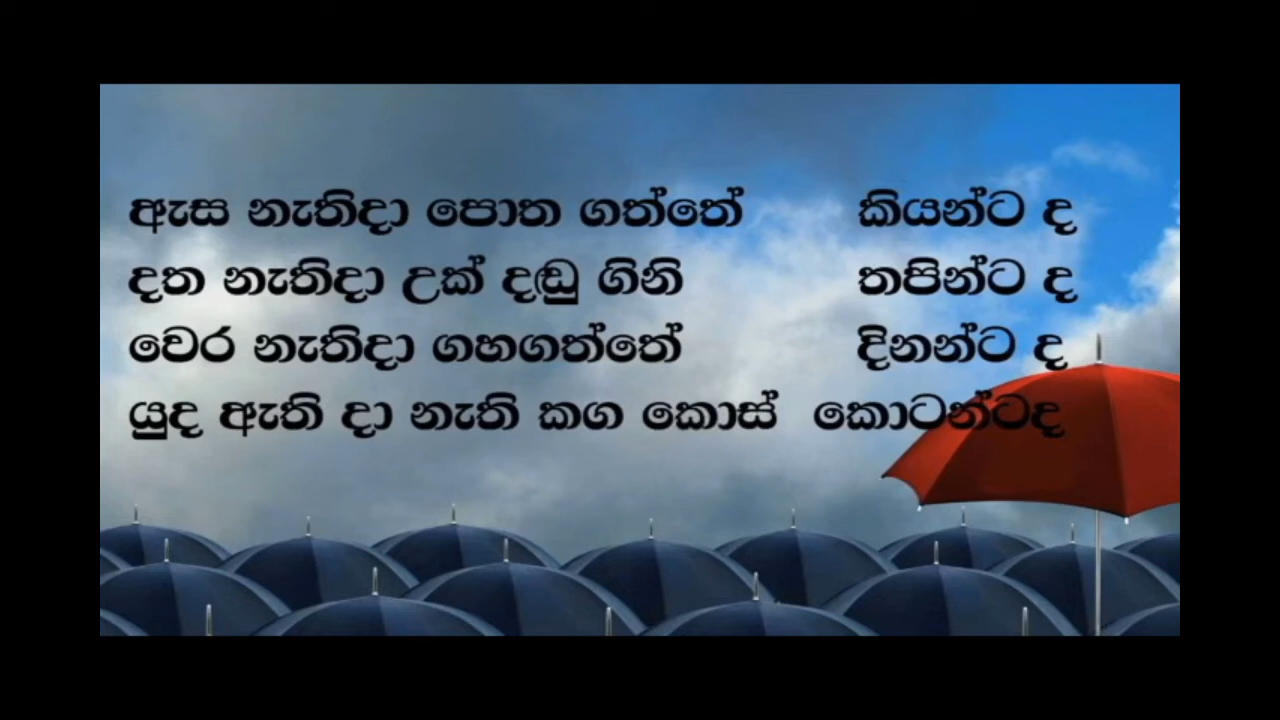 ඇස නැතිදා පොත ගත්තේ කියන්ට ද
දත නැතිදා උක් දඬු ගිනි තපින්ට ද
වෙර නැතිදා ගහගත්තේ දිනන්ට ද
යුද ඇති දා නැති කග කොස් කොටන්ටද